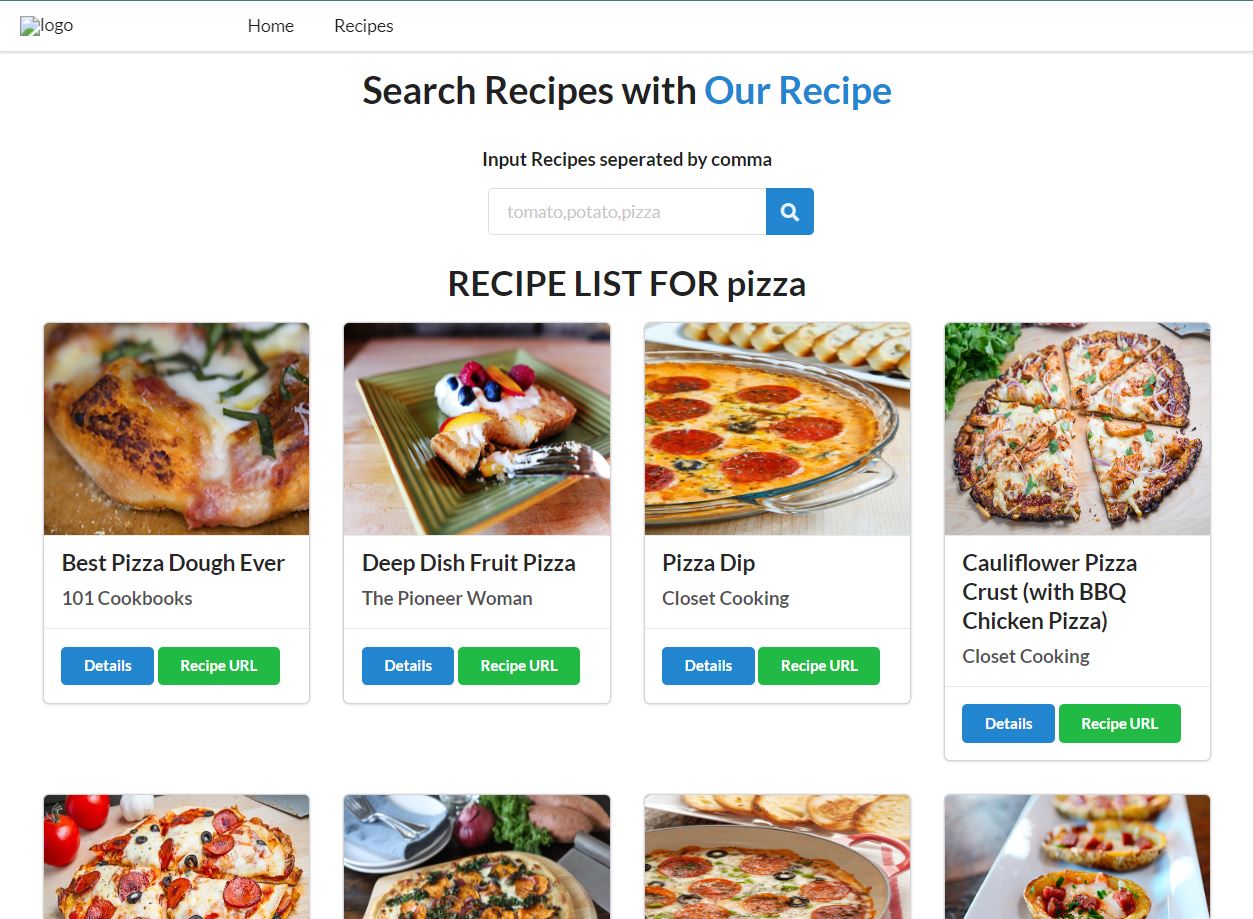 logo
Home
Recipes
Search Recipes with Our Recipe
Input Recipes seperated by comma
tomato,potato,pizza
RECIPE LIST FOR pizza
Best Pizza Dough Ever
101 Cookbooks
Details
Recipe URL
Deep Dish Fruit Pizza
The Pioneer Woman
Details
Recipe URL
Pizza Dip
Closet Cooking
Details
Recipe URL
Cauliflower Pizza
Crust (with BBQ
Chicken Pizza)
Closet Cooking
Details
Recipe URL